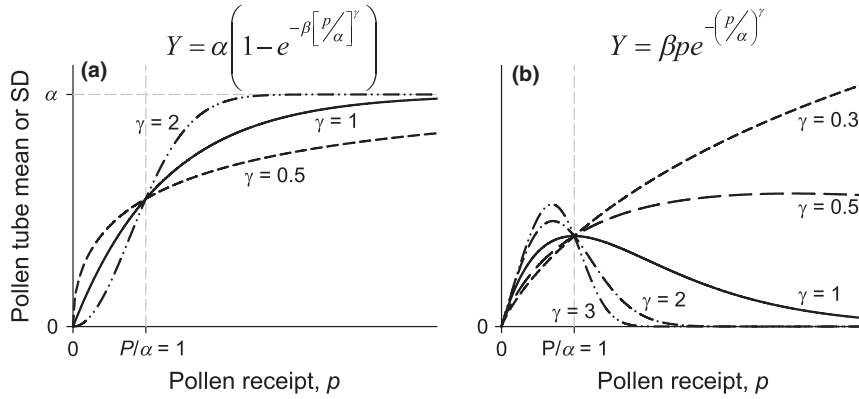 Y = α(1 − e^{−β[p/α]^γ})
Y = βpe^{−(p/α)^γ}
(a)
(b)
Pollen tube mean or SD
α
γ = 2
γ = 1
γ = 0.5
0
0
P/α = 1
Pollen receipt, p
γ = 0.3
γ = 0.5
γ = 1
γ = 2
γ = 3
0
0
P/α = 1
Pollen receipt, p